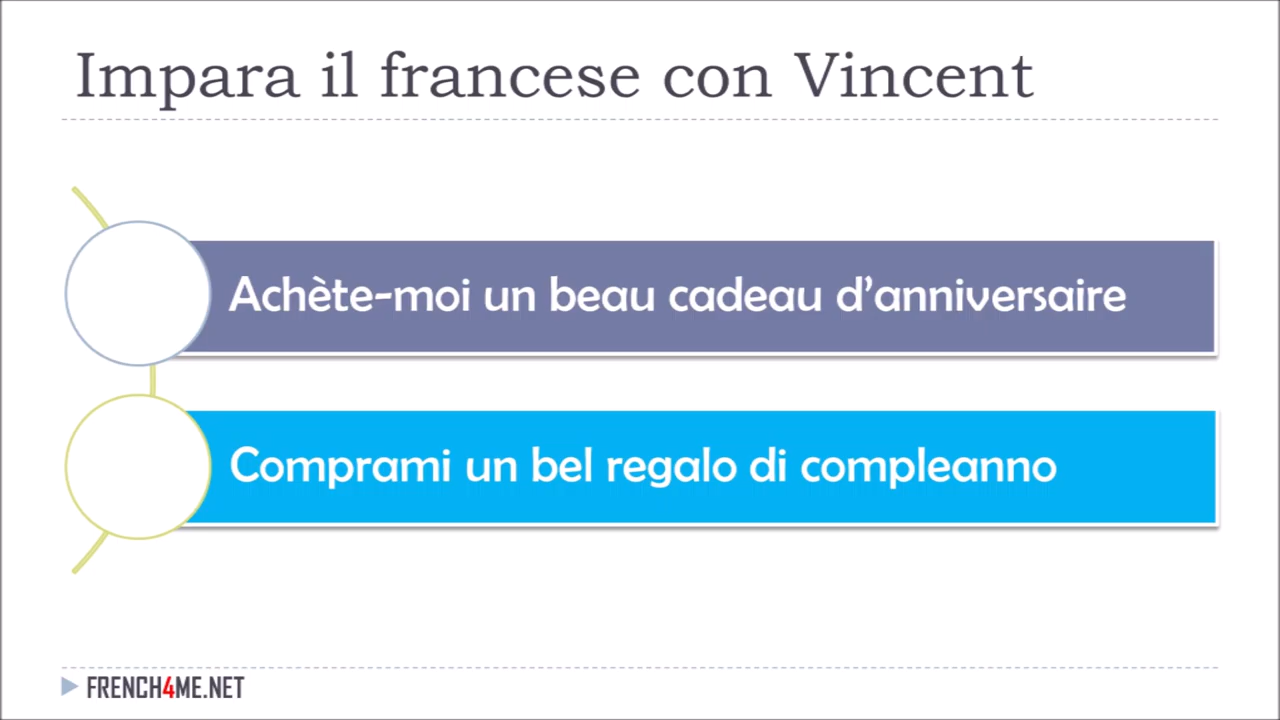 Impara il francese con Vincent
Achète-moi un beau cadeau d’anniversaire
Comprami un bel regalo di compleanno
FRENCH4ME.NET